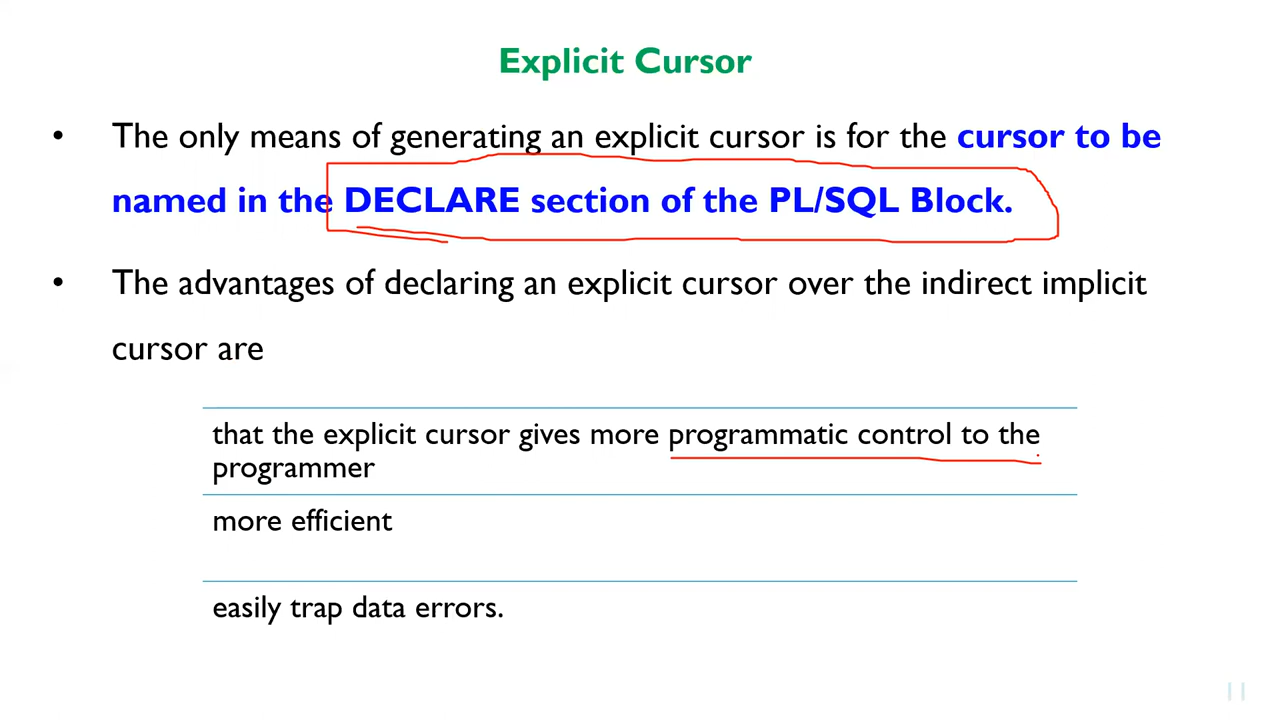 Explicit Cursor
• The only means of generating an explicit cursor is for the cursor to be
named in the DECLARE section of the PL/SQL Block.
• The advantages of declaring an explicit cursor over the indirect implicit
cursor are
that the explicit cursor gives more programmatic control to the
programmer
more efficient
easily trap data errors.
11